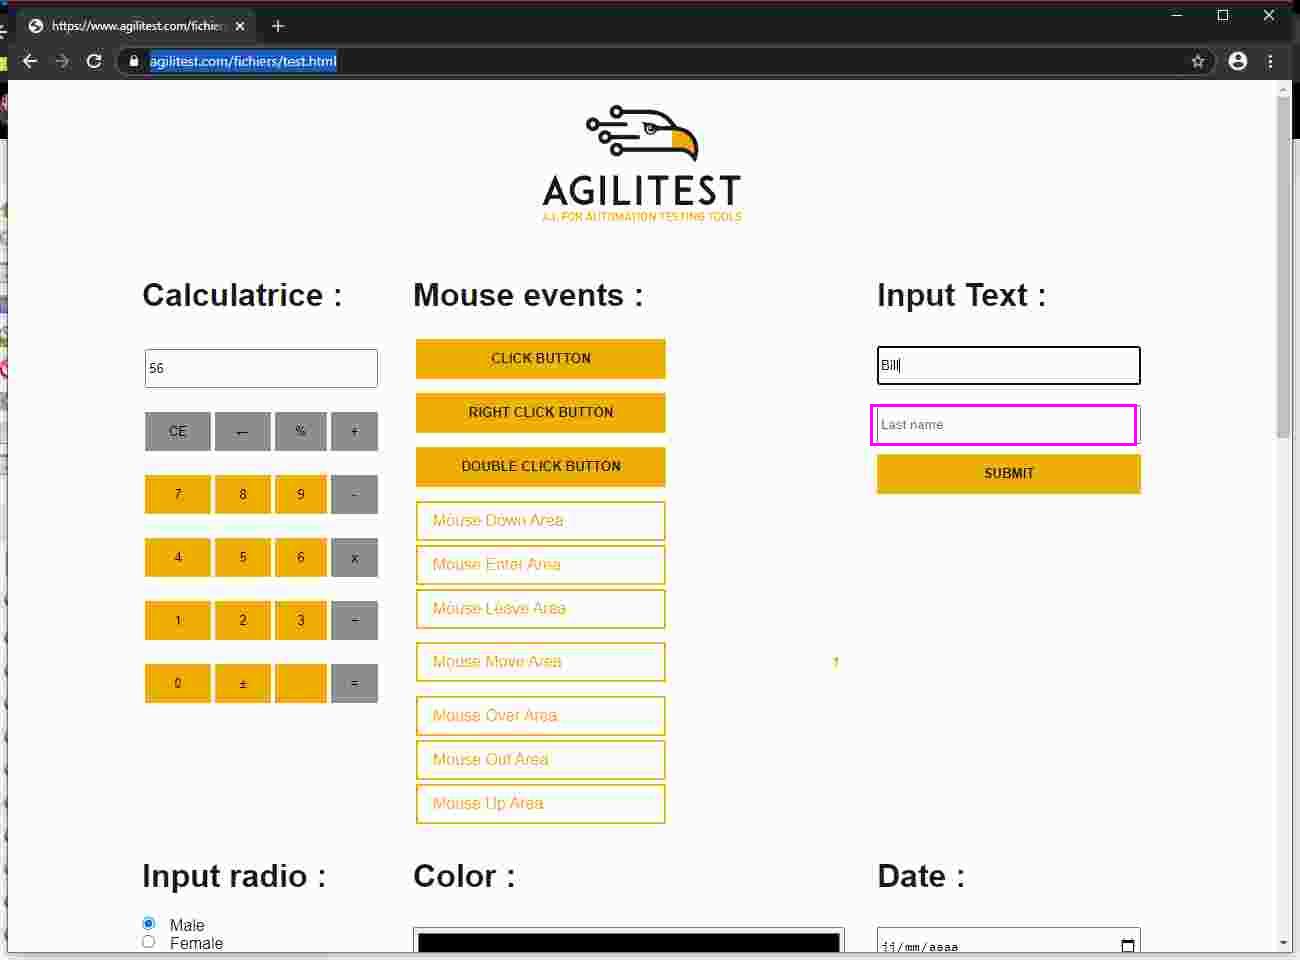 https://www.agilitest.com/fichier
agilitest.com/fichiers/test.html
AGILITEST
A.I. FOR AUTOMATION TESTING TOOLS
Calculatrice :
56
CE ← % +
7 8 9 -
4 5 6 x
1 2 3 ÷
0 ± =
Mouse events :
CLICK BUTTON
RIGHT CLICK BUTTON
DOUBLE CLICK BUTTON
Mouse Down Area
Mouse Enter Area
Mouse Leave Area
Mouse Move Area
1
Mouse Over Area
Mouse Out Area
Mouse Up Area
Input Text :
Bill
Last name
SUBMIT
Input radio :
Male
Female
Color :
Date :
jj/mm/aaaa